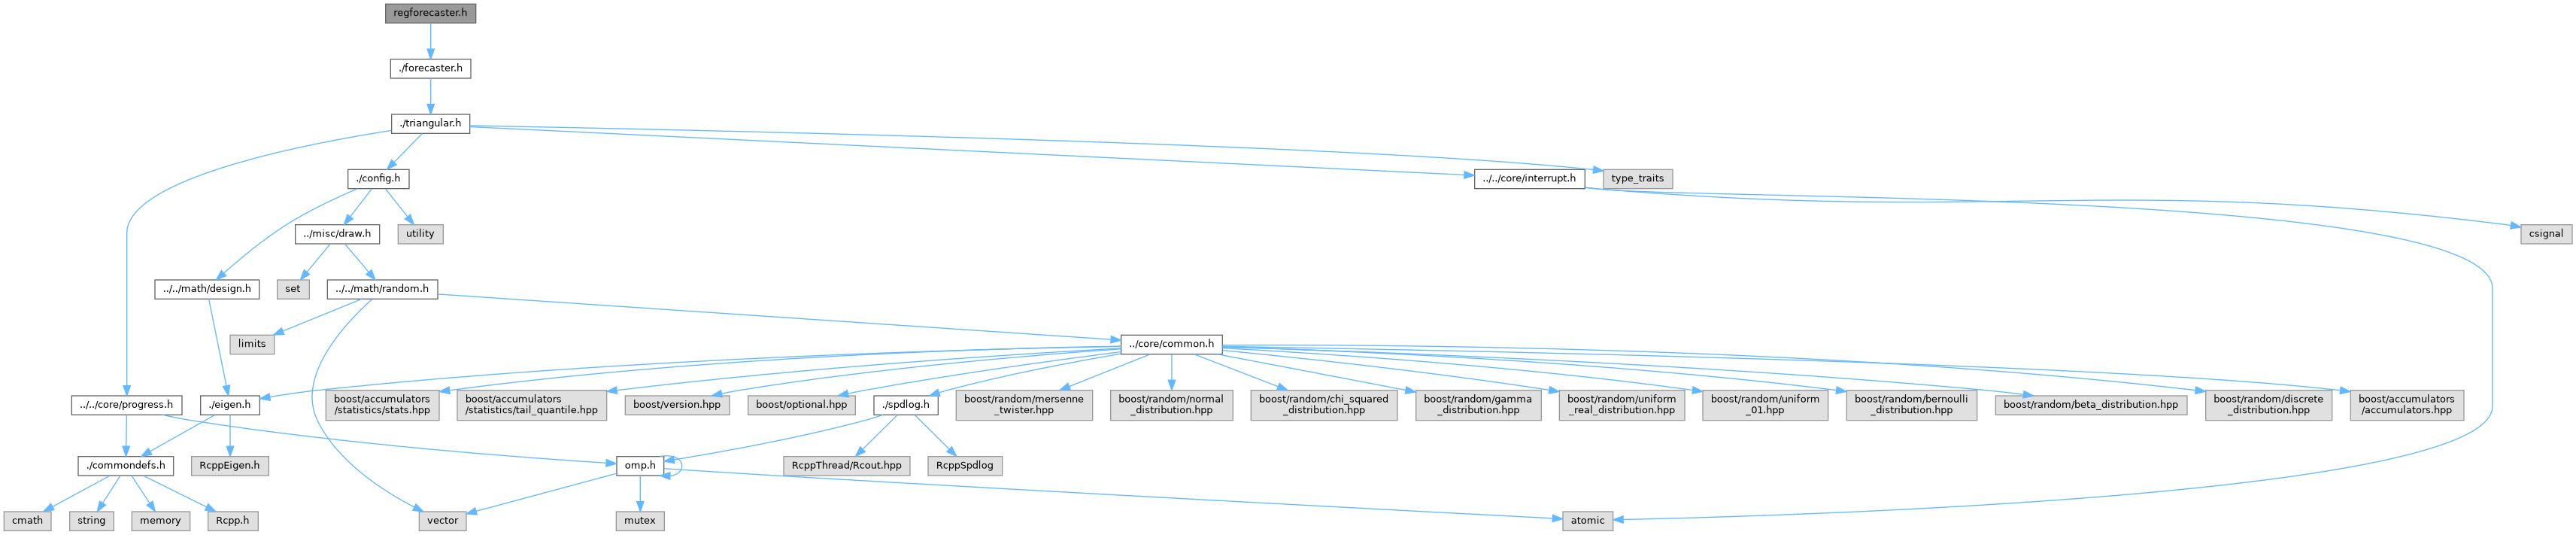 regforecaster.h
./forecaster.h
./triangular.h
./config.h
../../core/interrupt.h
type_traits
../misc/draw.h
utility
csignal
../../math/design.h
set
../../math/random.h
limits
../core/common.h
../../core/progress.h
./eigen.h
boost/accumulators
/statistics/stats.hpp
boost/accumulators
/statistics/tail_quantile.hpp
boost/version.hpp
boost/optional.hpp
./spdlog.h
boost/random/mersenne
_twister.hpp
boost/random/normal
_distribution.hpp
boost/random/chi_squared
_distribution.hpp
boost/random/gamma
_distribution.hpp
boost/random/uniform
_real_distribution.hpp
boost/random/uniform
_01.hpp
boost/random/bernoulli
_distribution.hpp
boost/random/beta_distribution.hpp
boost/random/discrete
_distribution.hpp
boost/accumulators
/accumulators.hpp
./commondefs.h
RcppEigen.h
omp.h
RcppThread/Rcout.hpp
RcppSpdlog
cmath
string
memory
Rcpp.h
vector
mutex
atomic